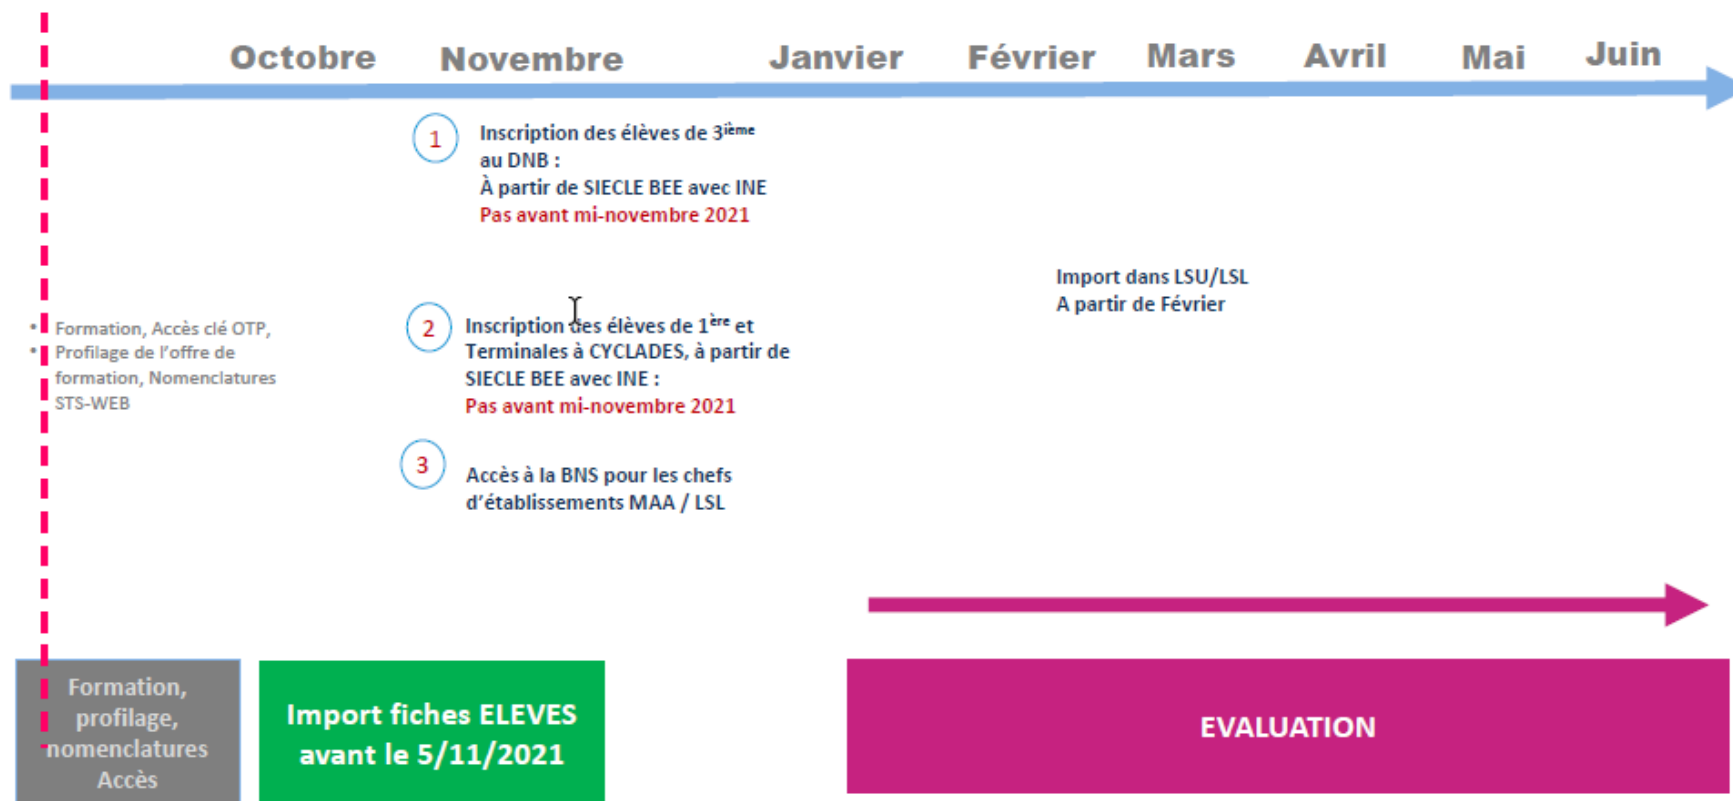 Octobre Novembre Janvier Février Mars Avril Mai Juin
1
Inscription des élèves de 3ième
au DNB :
À partir de SIECLE BEE avec INE
Pas avant mi-novembre 2021
Import dans LSU/LSL
A partir de Février
• Formation, Accès clé OTP,
• Profilage de l'offre de
formation, Nomenclatures
STS-WEB
2
Inscription des élèves de 1ère et
Terminales à CYCLADES, à partir de
SIECLE BEE avec INE :
Pas avant mi-novembre 2021
3
Accès à la BNS pour les chefs
d'établissements MAA / LSL
Formation,
profilage,
nomenclatures
Accès
Import fiches ELEVES
avant le 5/11/2021
EVALUATION